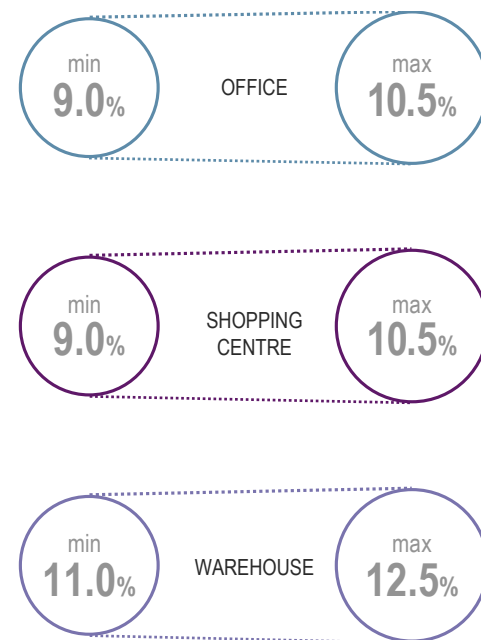 min
9.0%
OFFICE
max
10.5%
min
9.0%
SHOPPING
CENTRE
max
10.5%
min
11.0%
WAREHOUSE
max
12.5%